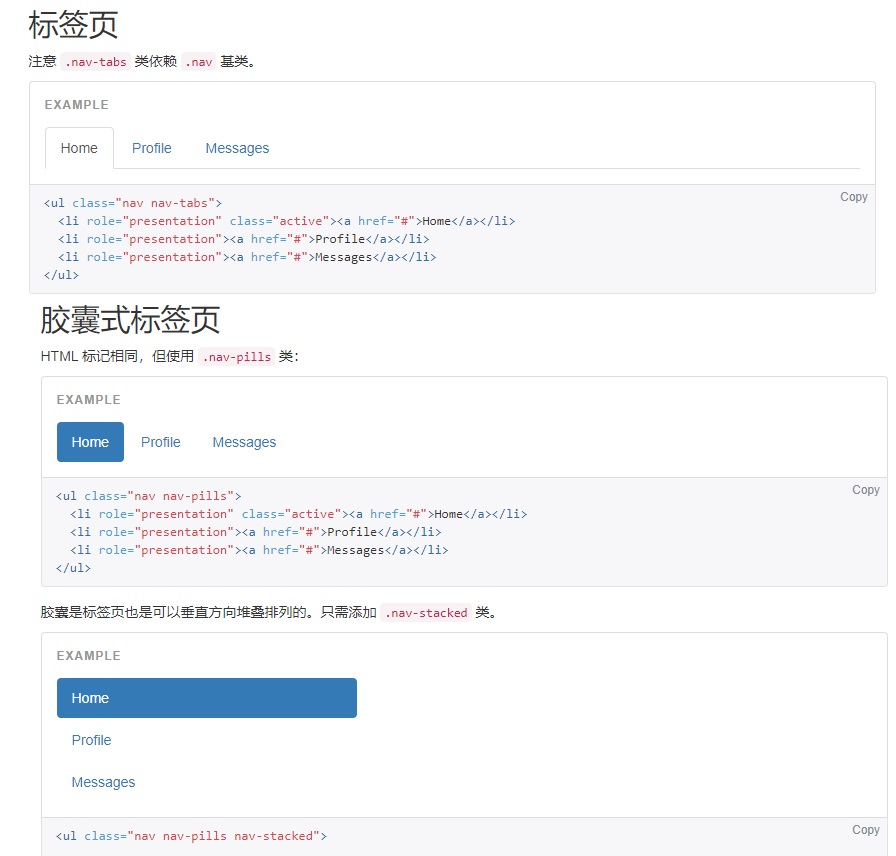 标签页
注意 .nav-tabs 类依赖 .nav 基类。
EXAMPLE
Home Profile Messages
Copy
<ul class="nav nav-tabs">
  <li role="presentation" class="active"><a href="#">Home</a></li>
  <li role="presentation"><a href="#">Profile</a></li>
  <li role="presentation"><a href="#">Messages</a></li>
</ul>
胶囊式标签页
HTML 标记相同，但使用 .nav-pills 类：
EXAMPLE
Home Profile Messages
Copy
<ul class="nav nav-pills">
  <li role="presentation" class="active"><a href="#">Home</a></li>
  <li role="presentation"><a href="#">Profile</a></li>
  <li role="presentation"><a href="#">Messages</a></li>
</ul>
胶囊是标签页也是可以垂直方向堆叠排列的。只需添加 .nav-stacked 类。
EXAMPLE
Home
Profile
Messages
Copy
<ul class="nav nav-pills nav-stacked">